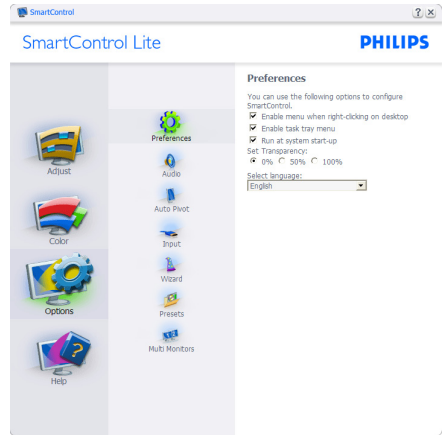 SmartControl
SmartControl Lite
PHILIPS
Adjust
Color
Options
Help
Preferences
Audio
Auto Pivot
Input
Wizard
Presets
Multi Monitors
Preferences
You can use the following options to configure
SmartControl.
Enable menu when right-clicking on desktop
Enable task tray menu
Run at system start-up
Set Transparency:
0% 50% 100%
Select language:
English